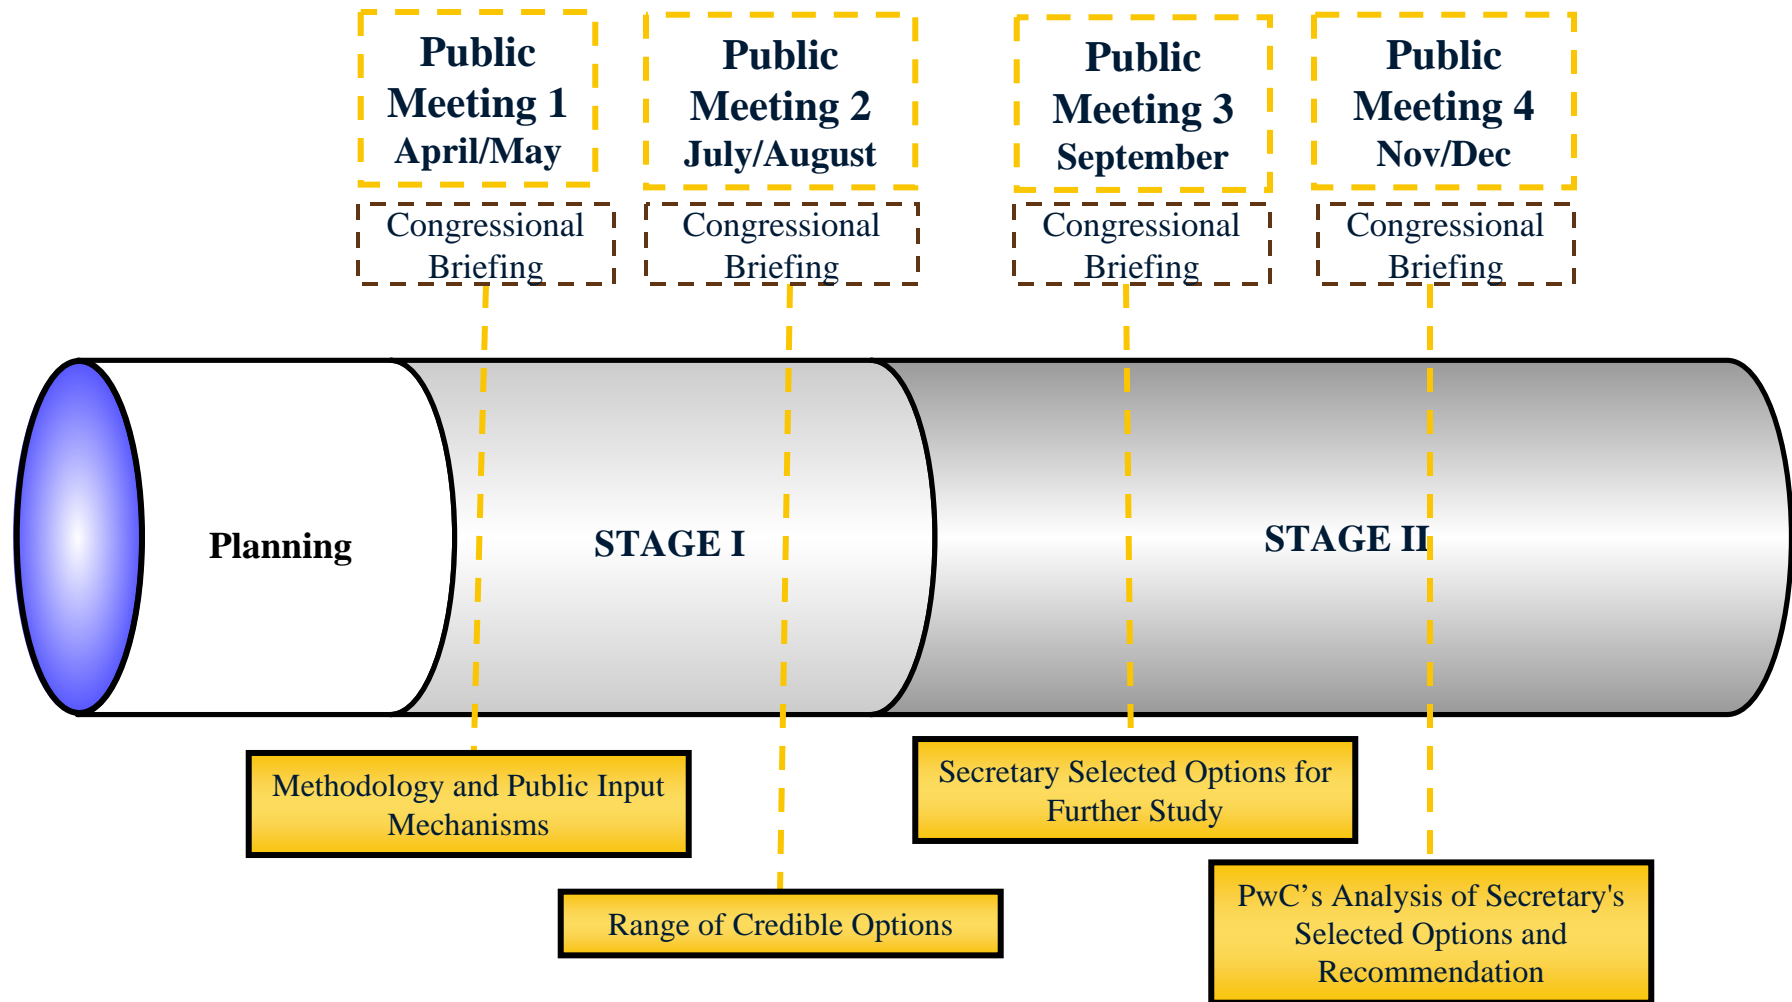 Public
Meeting 1
April/May
Public
Meeting 2
July/August
Public
Meeting 3
September
Public
Meeting 4
Nov/Dec
Congressional
Briefing
Congressional
Briefing
Congressional
Briefing
Congressional
Briefing
Planning
STAGE I
STAGE II
Methodology and Public Input
Mechanisms
Range of Credible Options
Secretary Selected Options for
Further Study
PwC’s Analysis of Secretary's
Selected Options and
Recommendation